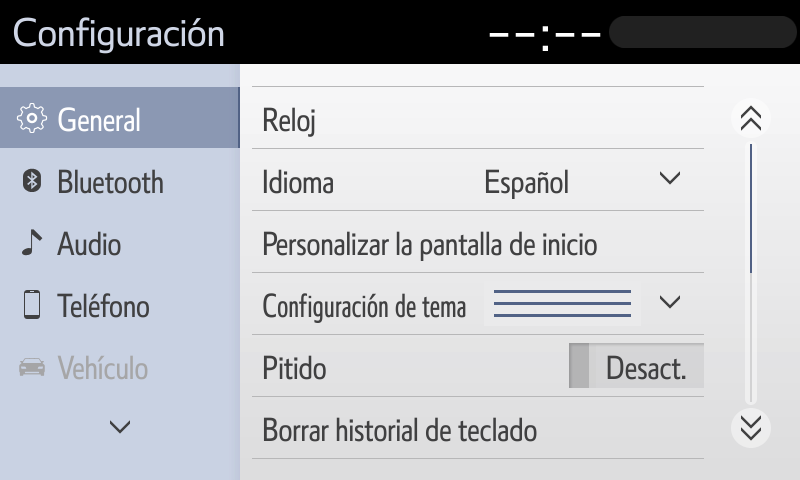 Configuración
--:--
General
Bluetooth
Audio
Teléfono
Vehículo
Reloj
Idioma Español
Personalizar la pantalla de inicio
Configuración de tema
Pitido Desact.
Borrar historial de teclado